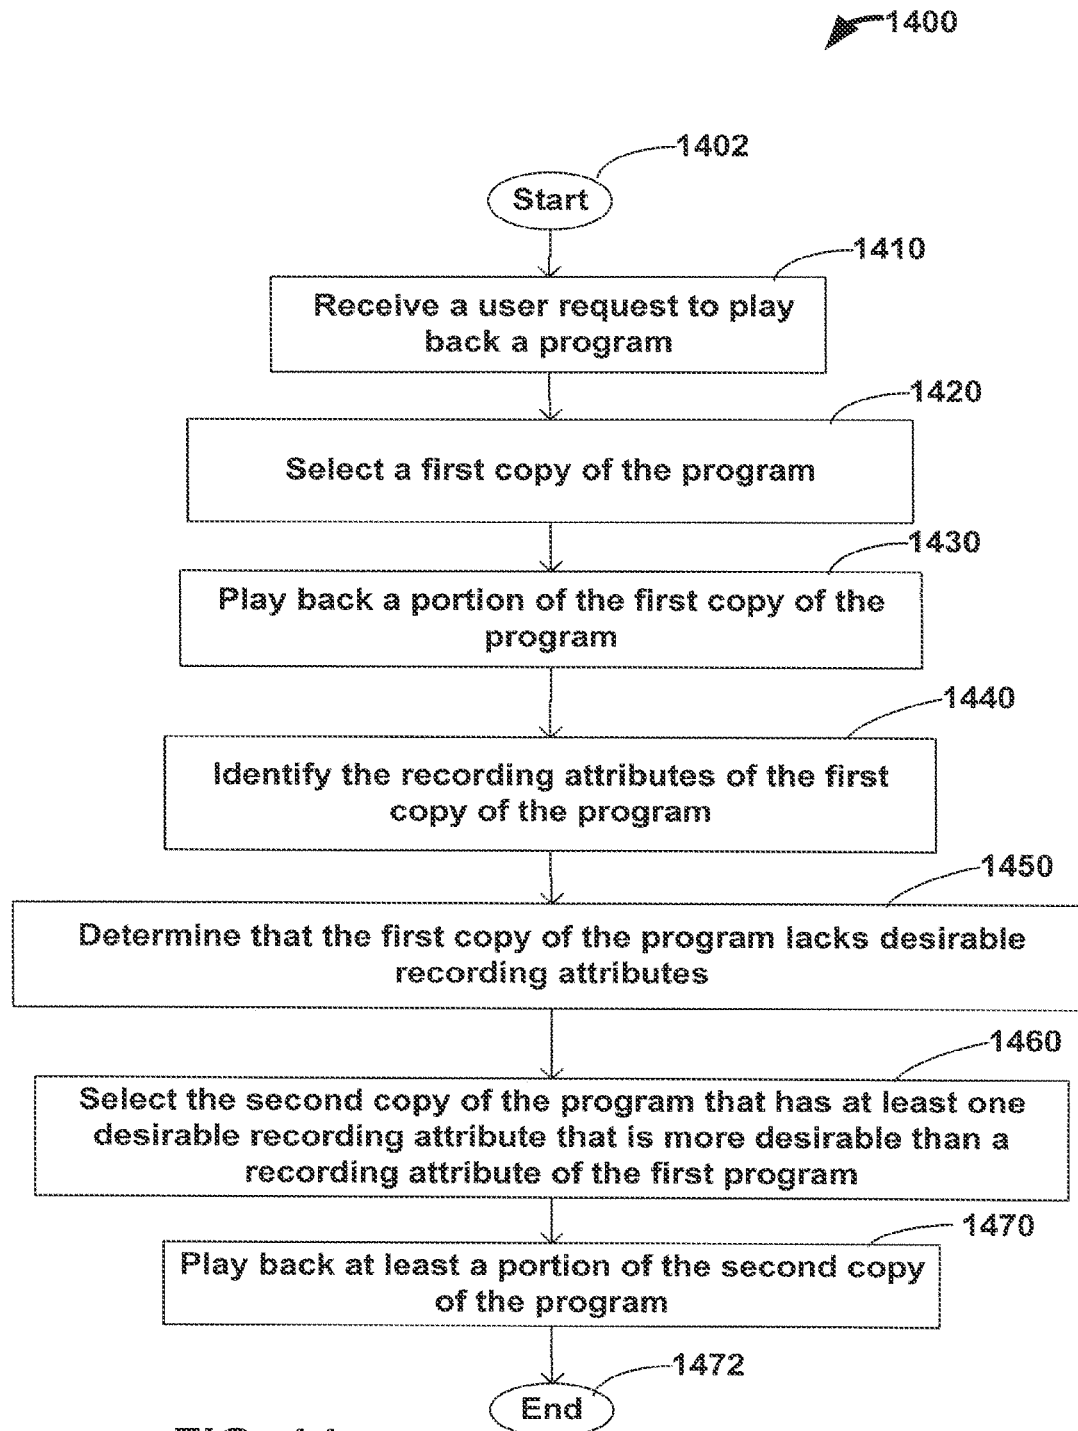 1400
1402
Start
1410
Receive a user request to play
back a program
1420
Select a first copy of the program
1430
Play back a portion of the first copy of the
program
1440
Identify the recording attributes of the first
copy of the program
1450
Determine that the first copy of the program lacks desirable
recording attributes
1460
Select the second copy of the program that has at least one
desirable recording attribute that is more desirable than a
recording attribute of the first program
1470
Play back at least a portion of the second copy
of the program
1472
End